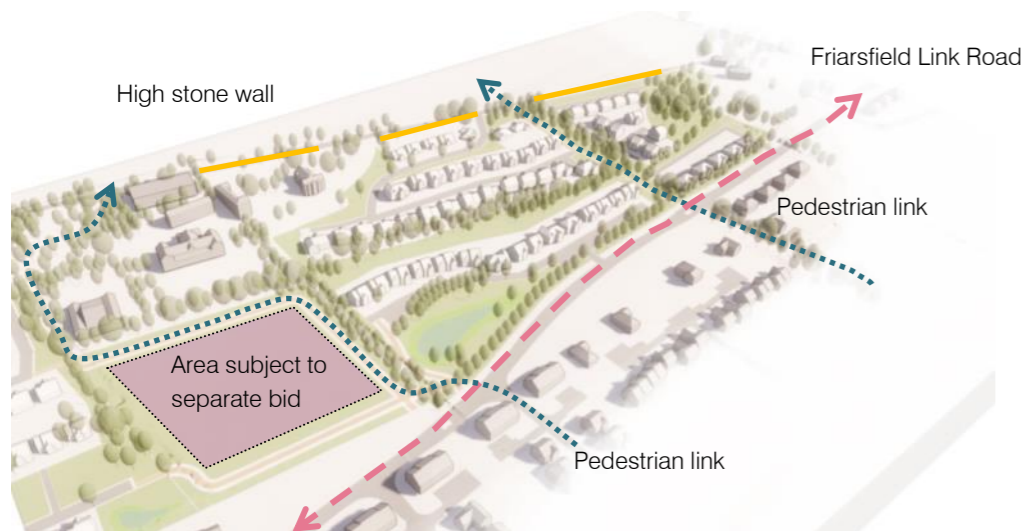 Friarsfield Link Road
High stone wall
Pedestrian link
Area subject to
separate bid
Pedestrian link